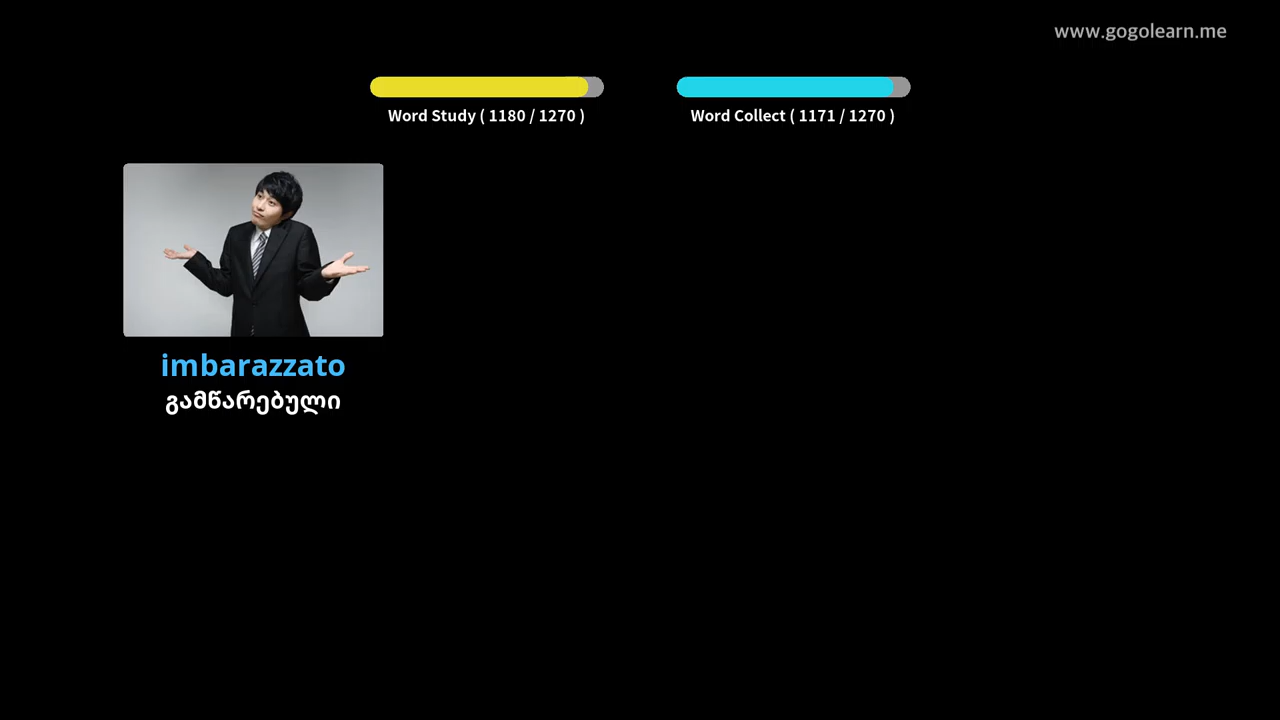 www.gogolearn.me
Word Study ( 1180 / 1270 )
Word Collect ( 1171 / 1270 )
imbarazzato
გამწარებული